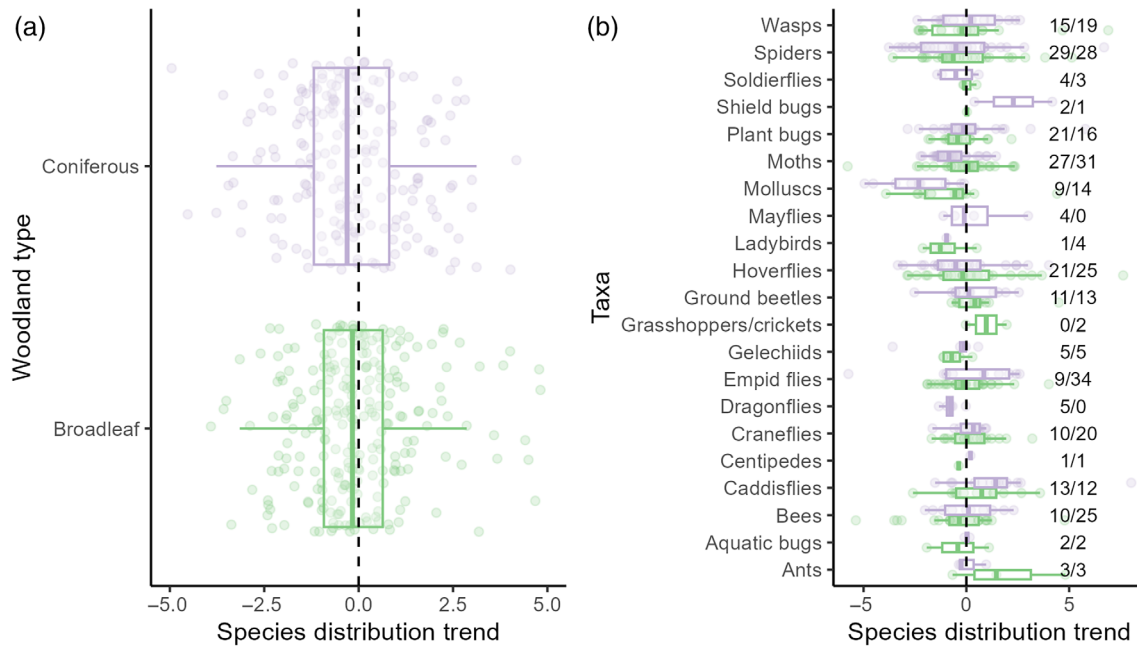 (a)
Woodland type
Coniferous
Broadleaf
−5.0 −2.5 0.0 2.5 5.0
Species distribution trend
(b)
Taxa
Wasps 15/19
Spiders 29/28
Soldierflies 4/3
Shield bugs 2/1
Plant bugs 21/16
Moths 27/31
Molluscs 9/14
Mayflies 4/0
Ladybirds 1/4
Hoverflies 21/25
Ground beetles 11/13
Grasshoppers/crickets 0/2
Gelechiids 5/5
Empid flies 9/34
Dragonflies 5/0
Craneflies 10/20
Centipedes 1/1
Caddisflies 13/12
Bees 10/25
Aquatic bugs 2/2
Ants 3/3
−5 0 5
Species distribution trend